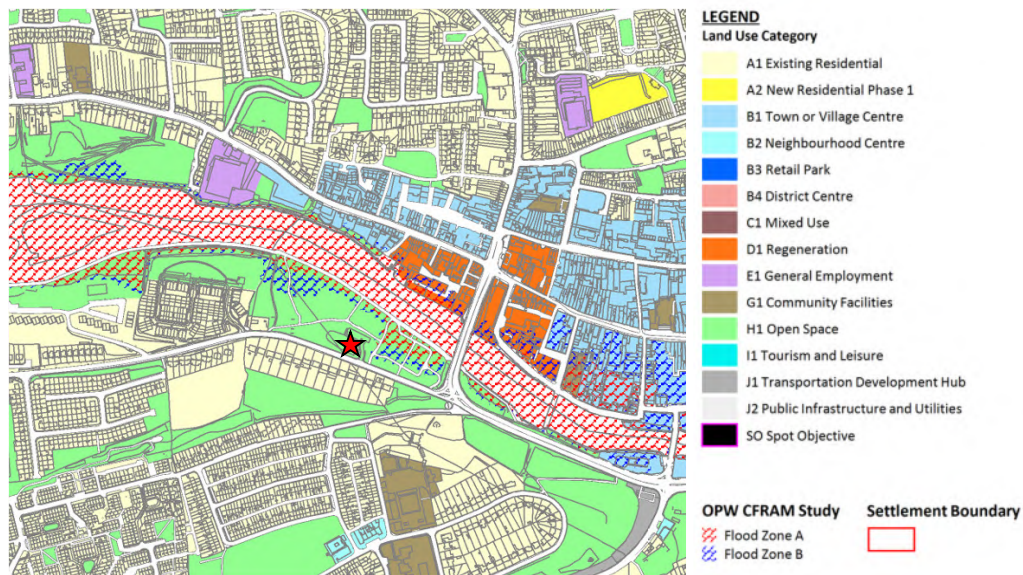 LEGEND
Land Use Category
A1 Existing Residential
A2 New Residential Phase 1
B1 Town or Village Centre
B2 Neighbourhood Centre
B3 Retail Park
B4 District Centre
C1 Mixed Use
D1 Regeneration
E1 General Employment
G1 Community Facilities
H1 Open Space
I1 Tourism and Leisure
J1 Transportation Development Hub
J2 Public Infrastructure and Utilities
SO Spot Objective
OPW CFRAM Study
Flood Zone A
Flood Zone B
Settlement Boundary